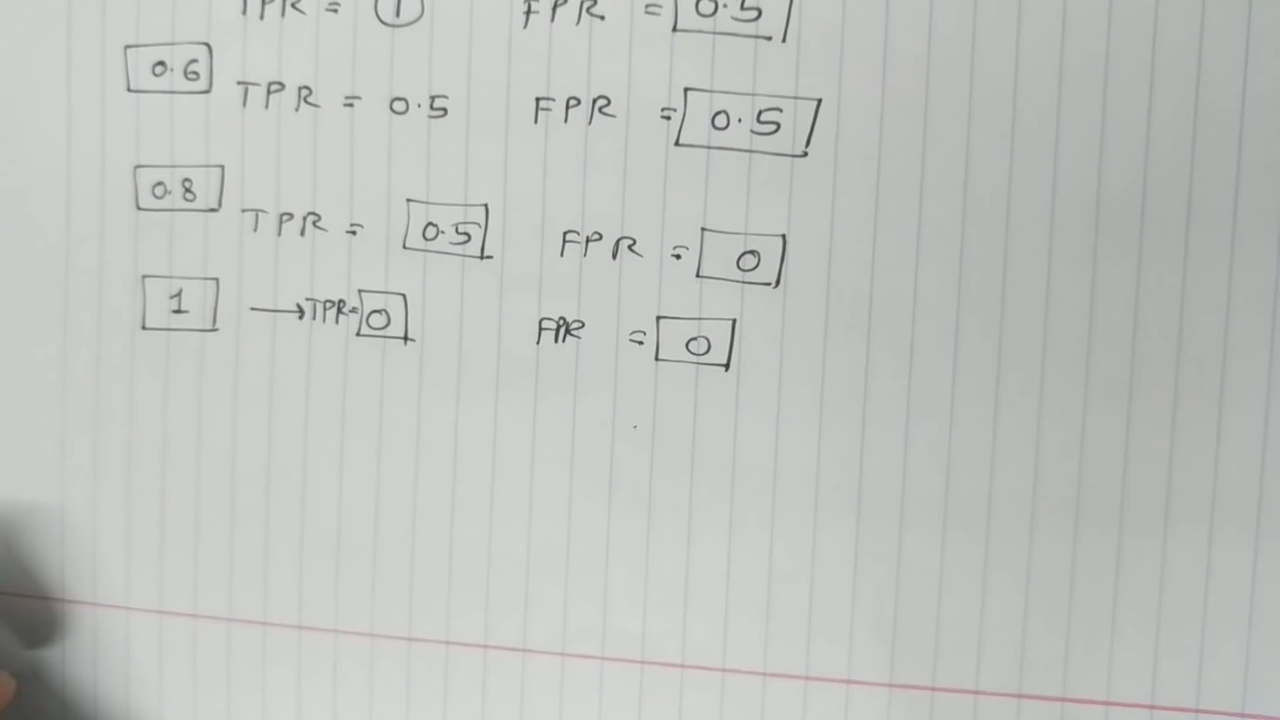 TPR = 1 FPR = 0.5
0.6 TPR = 0.5 FPR = 0.5
0.8 TPR = 0.5 FPR = 0
1 → TPR = 0 FPR = 0